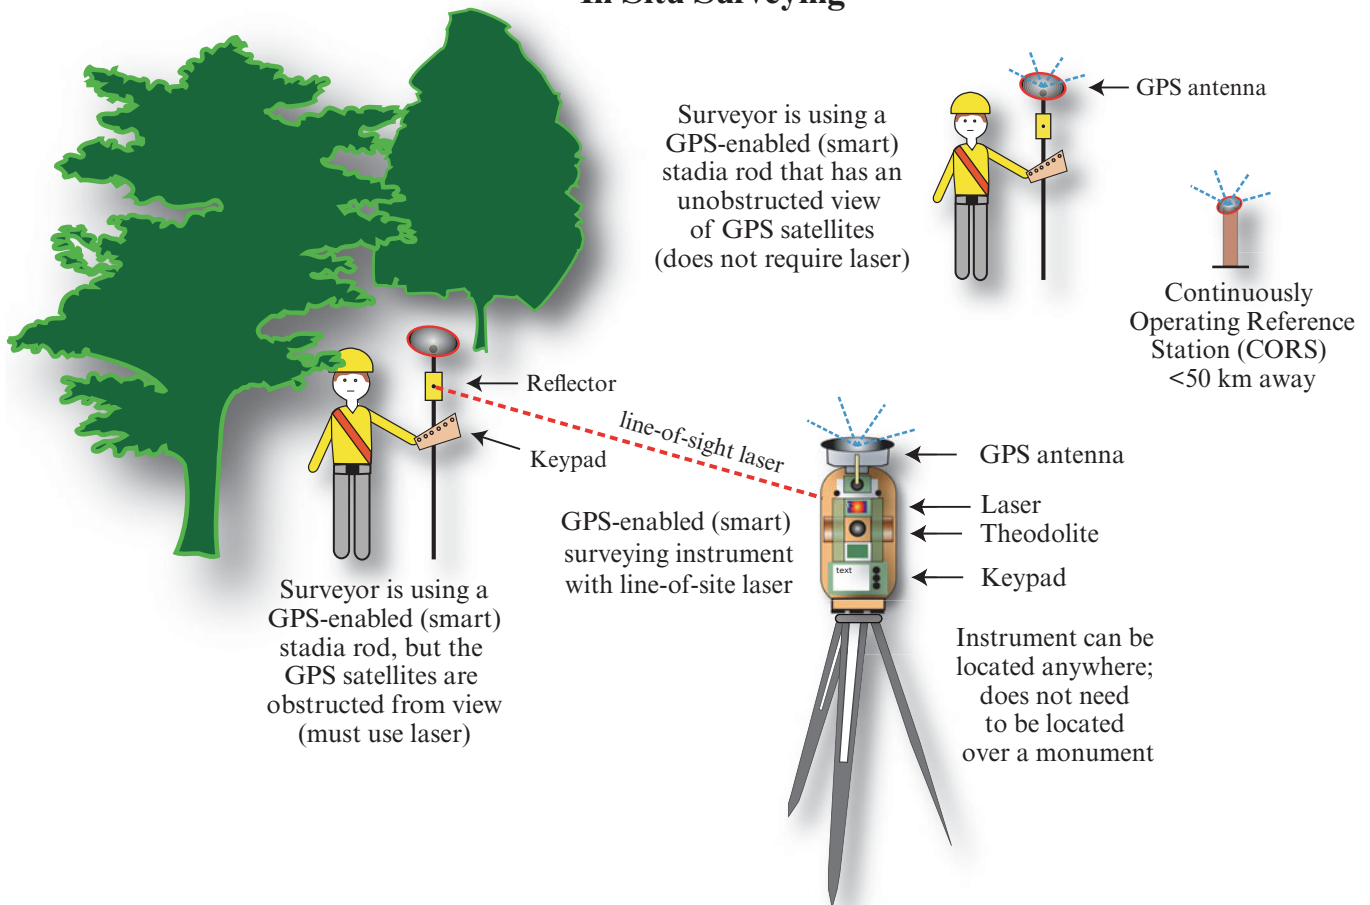 In Situ Surveying
GPS antenna
Surveyor is using a
GPS-enabled (smart)
stadia rod that has an
unobstructed view
of GPS satellites
(does not require laser)
Continuously
Operating Reference
Station (CORS)
<50 km away
Reflector
Keypad
line-of-sight laser
GPS antenna
Laser
Theodolite
Keypad
text
GPS-enabled (smart)
surveying instrument
with line-of-site laser
Surveyor is using a
GPS-enabled (smart)
stadia rod, but the
GPS satellites are
obstructed from view
(must use laser)
Instrument can be
located anywhere;
does not need
to be located
over a monument